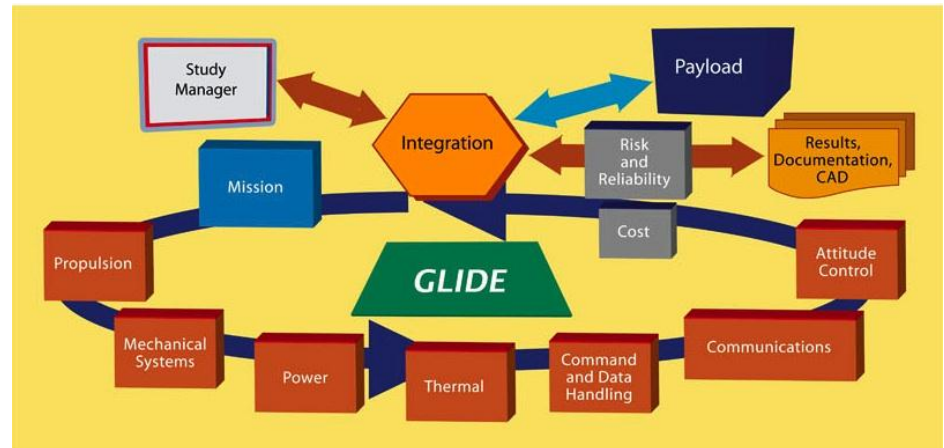 Study
Manager
Payload
Integration
Risk
and
Reliability
Results,
Documentation,
CAD
Mission
Cost
Propulsion
GLIDE
Attitude
Control
Mechanical
Systems
Power
Thermal
Command
and Data
Handling
Communications